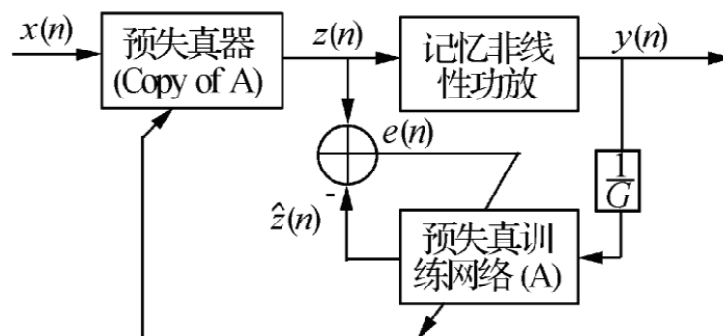 x(n)
预失真器
(Copy of A)
z(n)
记忆非线
性功放
y(n)
e(n)
1
G
-
ẑ(n)
预失真训
练网络 (A)